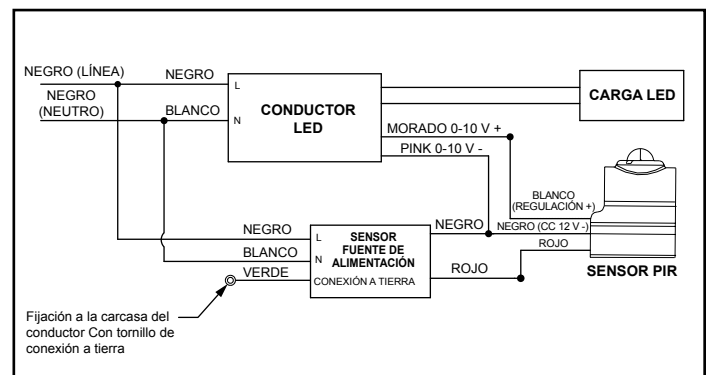 NEGRO (LÍNEA)
NEGRO
NEGRO
(NEUTRO)
BLANCO
L
N
CONDUCTOR
LED
CARGA LED
MORADO 0-10 V +
PINK 0-10 V -
BLANCO
(REGULACIÓN +)
NEGRO (CC 12 V -)
ROJO
SENSOR PIR
NEGRO
BLANCO
VERDE
L
N
SENSOR
FUENTE DE
ALIMENTACIÓN
CONEXIÓN A TIERRA
NEGRO
ROJO
Fijación a la carcasa del
conductor Con tornillo de
conexión a tierra